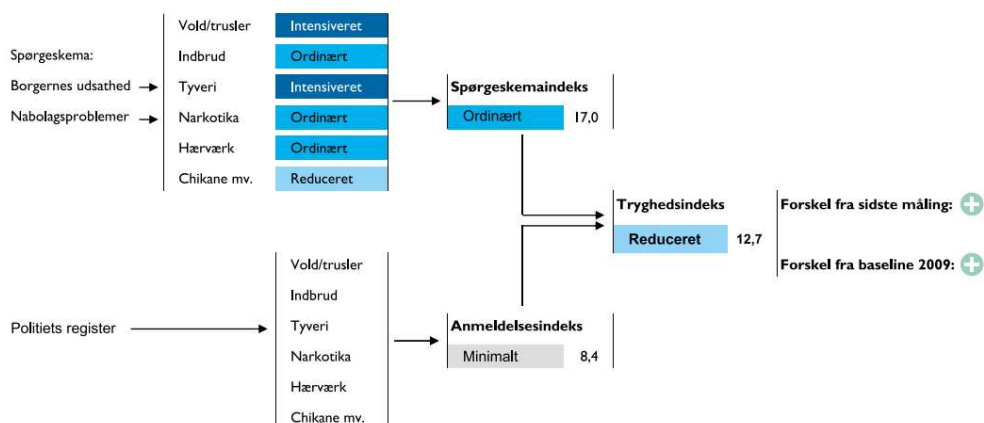 Spørgeskema:
Borgernes udsathed
Nabolagsproblemer
Vold/trusler Intensiveret
Indbrud Ordinært
Tyveri Intensiveret
Narkotika Ordinært
Hærværk Ordinært
Chikane mv. Reduceret
Spørgeskemaindeks
Ordinært 17,0
Tryghedsindeks
Reduceret 12,7
Forskel fra sidste måling:
Forskel fra baseline 2009:
Politiets register
Vold/trusler
Indbrud
Tyveri
Narkotika
Hærværk
Chikane mv.
Anmeldelsesindeks
Minimalt 8,4